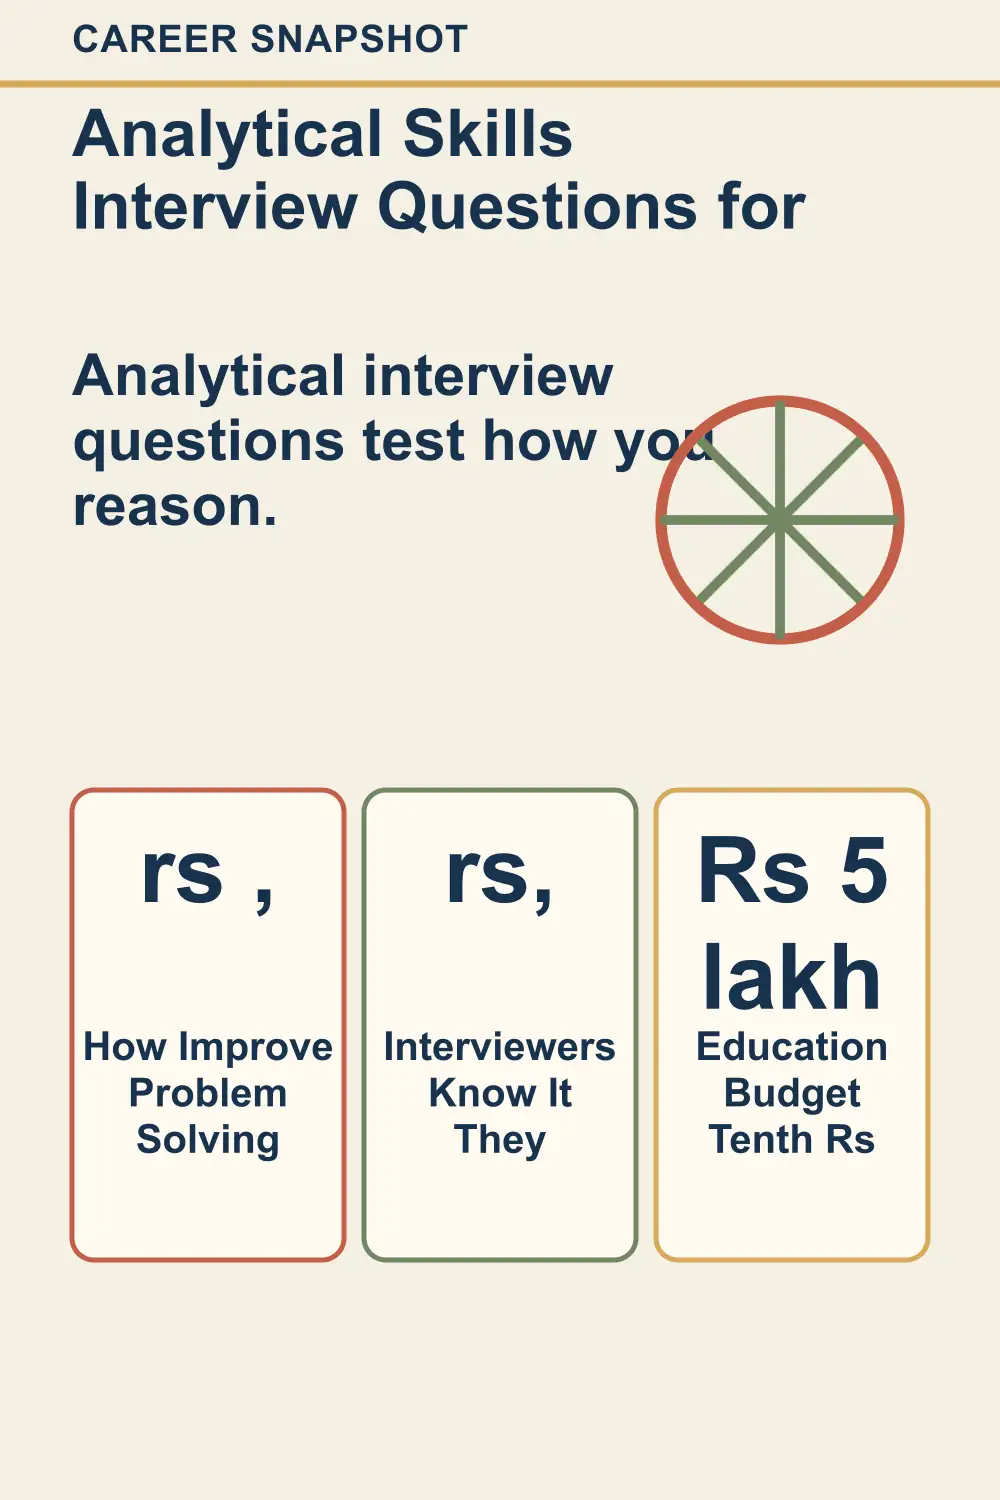 CAREER SNAPSHOT
Analytical Skills
Interview Questions for
Analytical interview
questions test how you
reason.
rs ,
How Improve
Problem
Solving
rs,
Interviewers
Know It
They
Rs 5
lakh
Education
Budget
Tenth Rs